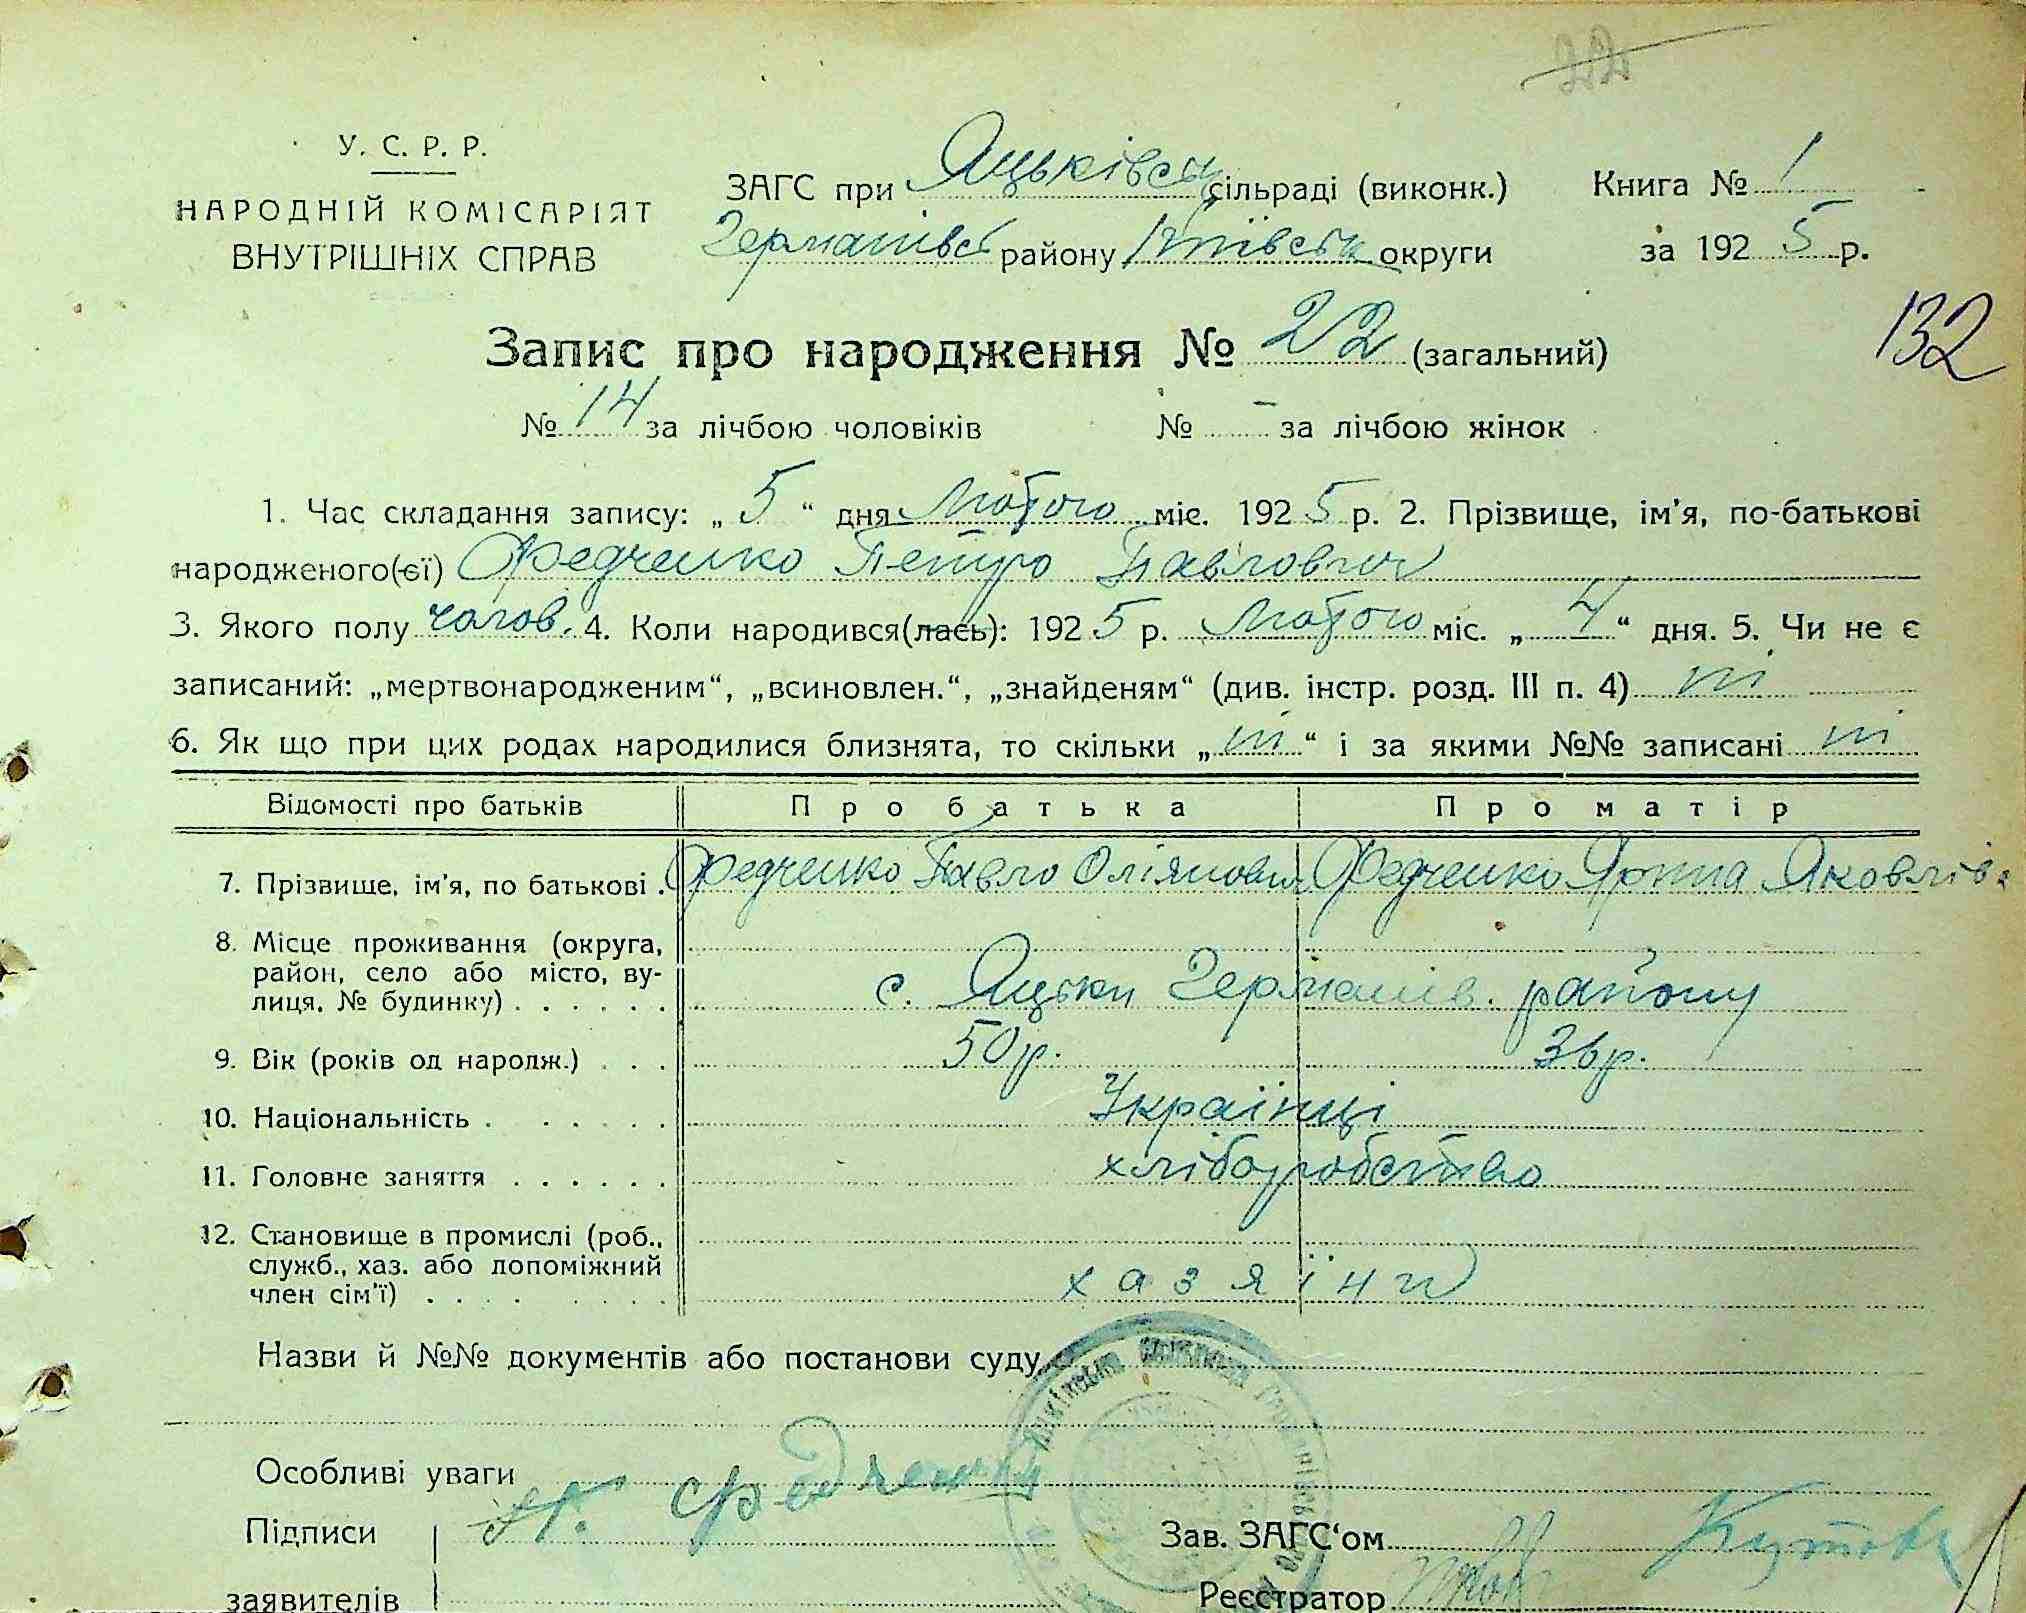 22
У. С. Р. Р.
НАРОДНІЙ КОМІСАРІЯТ
ВНУТРІШНІХ СПРАВ
ЗАГС при Яцьківськ сільраді (виконк.) Книга № 1
Германівсь району Київськ округи за 1925 р.
132
Запис про народження № 22 (загальний)
№ 14 за лічбою чоловіків № - за лічбою жінок
1. Час складання запису: „5“ дня Лютого міс. 1925 р. 2. Прізвище, ім'я, по-батькові
народженого(-єї) Федченко Петро Павлович
3. Якого полу чолов. 4. Коли народився(лась): 1925 р. Лютого міс. „4“ дня. 5. Чи не є
записаний: „мертвонародженим“, „всиновлен.“, „знайденям“ (див. інстр. розд. III п. 4) ні
6. Як що при цих родах народилися близнята, то скільки „ні“ і за якими №№ записані ні
Відомості про батьків Про батька Про матір
7. Прізвище, ім'я, по батькові . Федченко Павло Оліянович Федченко Ярина Яковлівн
8. Місце проживання (округа,
район, село або місто, ву-
лиця, № будинку) . . . . . . с. Яцьки Германів. району
9. Вік (років од народж.) . . . 50 р. 36 р.
10. Національність . . . . . . Українці
11. Головне заняття . . . . . . хліборобство
12. Становище в промислі (роб.,
служб., хаз. або допоміжний
член сім'ї) . . . . . . . . хазяїни
Назви й №№ документів або постанови суду
Особливі уваги
Підписи П. Федченко Зав. ЗАГС'ом
заявителів Реєстратор